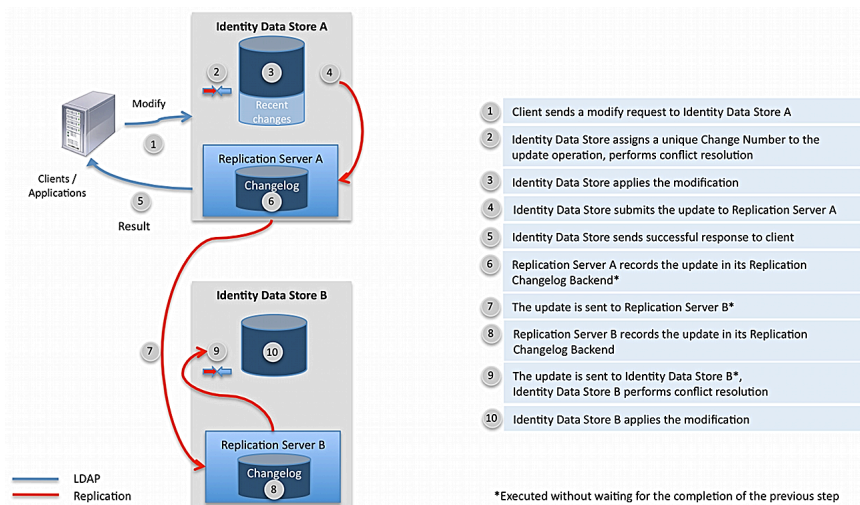 Identity Data Store A
2
3
4
Modify
Recent
changes
1
Replication Server A
Changelog
6
Clients /
Applications
5
Result
Identity Data Store B
7
9
10
Replication Server B
Changelog
8
LDAP
Replication
1 Client sends a modify request to Identity Data Store A
2 Identity Data Store assigns a unique Change Number to the
update operation, performs conflict resolution
3 Identity Data Store applies the modification
4 Identity Data Store submits the update to Replication Server A
5 Identity Data Store sends successful response to client
6 Replication Server A records the update in its Replication
Changelog Backend*
7 The update is sent to Replication Server B*
8 Replication Server B records the update in its Replication
Changelog Backend
9 The update is sent to Identity Data Store B*,
Identity Data Store B performs conflict resolution
10 Identity Data Store B applies the modification
*Executed without waiting for the completion of the previous step